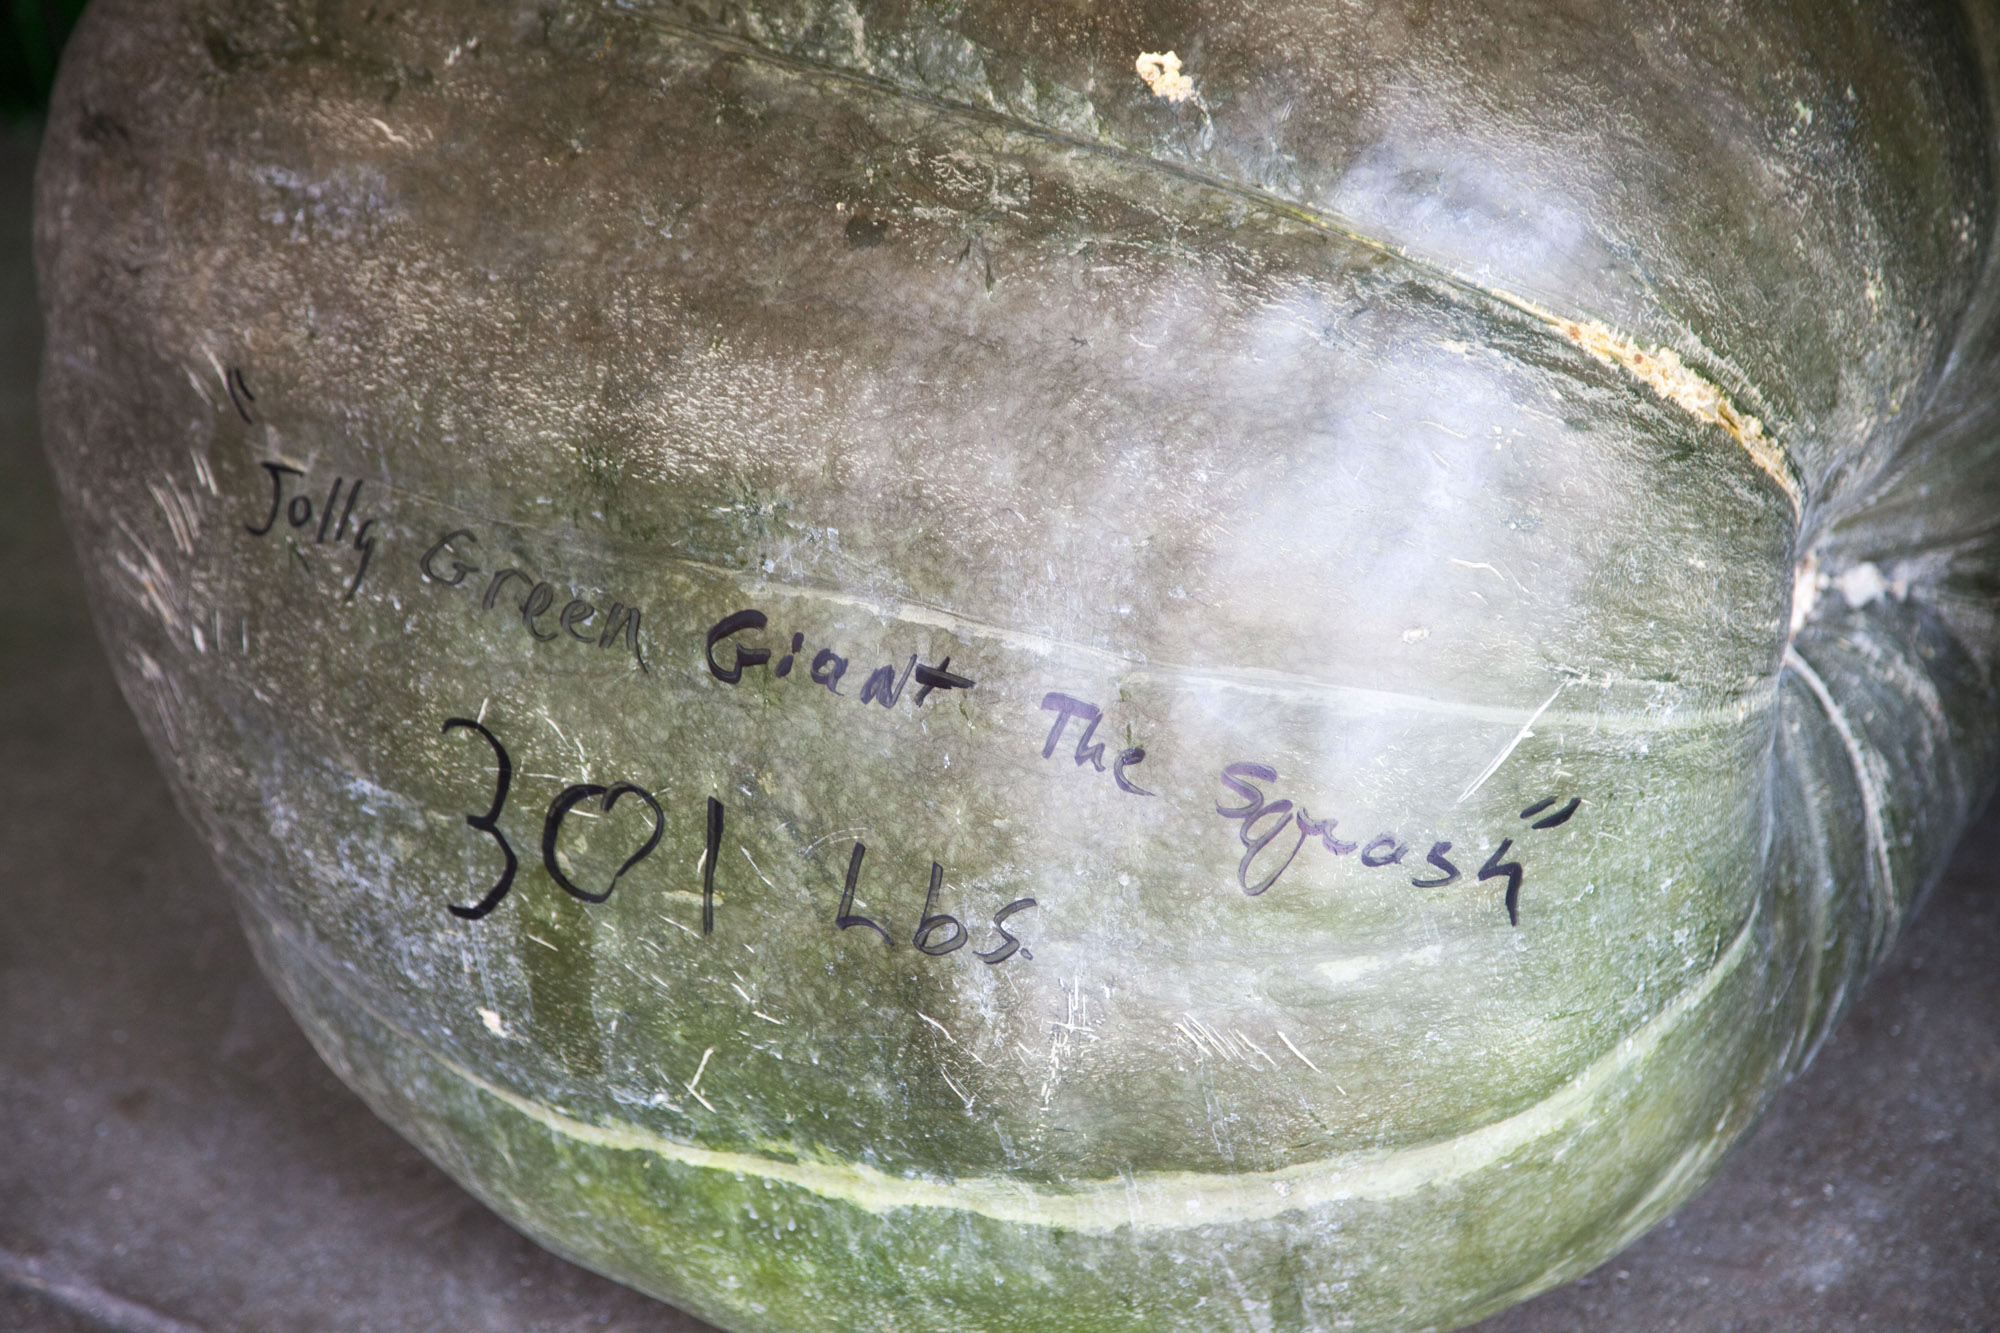 "Jolly Green Giant The Squash"
301 Lbs.